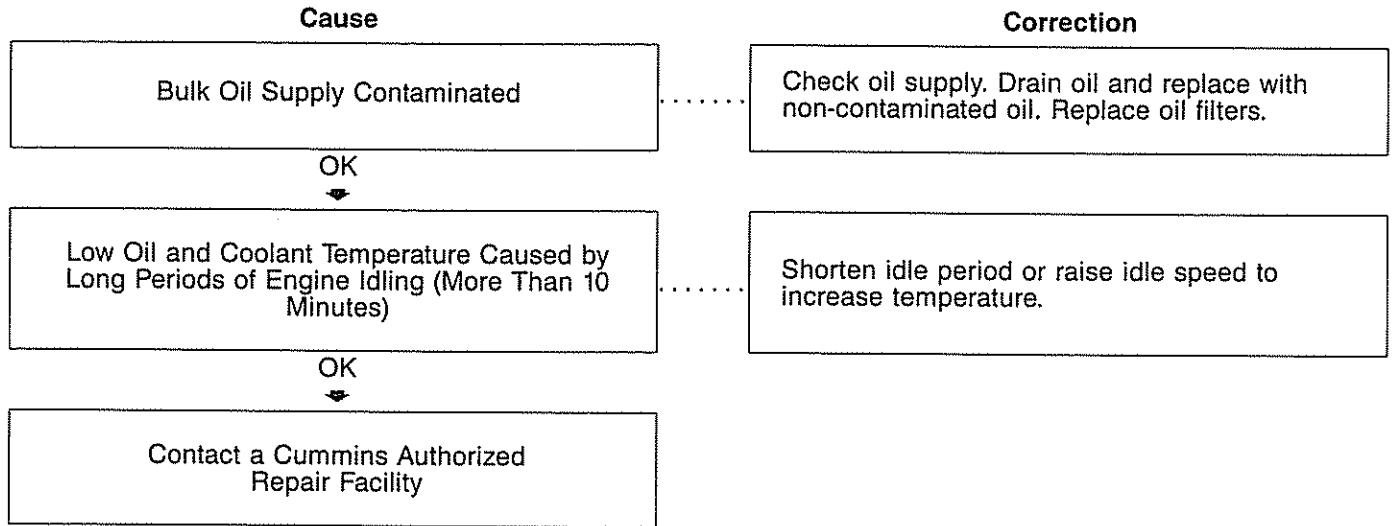 Cause
Correction
Bulk Oil Supply Contaminated
Check oil supply. Drain oil and replace with
non-contaminated oil. Replace oil filters.
OK
Low Oil and Coolant Temperature Caused by
Long Periods of Engine Idling (More Than 10
Minutes)
Shorten idle period or raise idle speed to
increase temperature.
OK
Contact a Cummins Authorized
Repair Facility